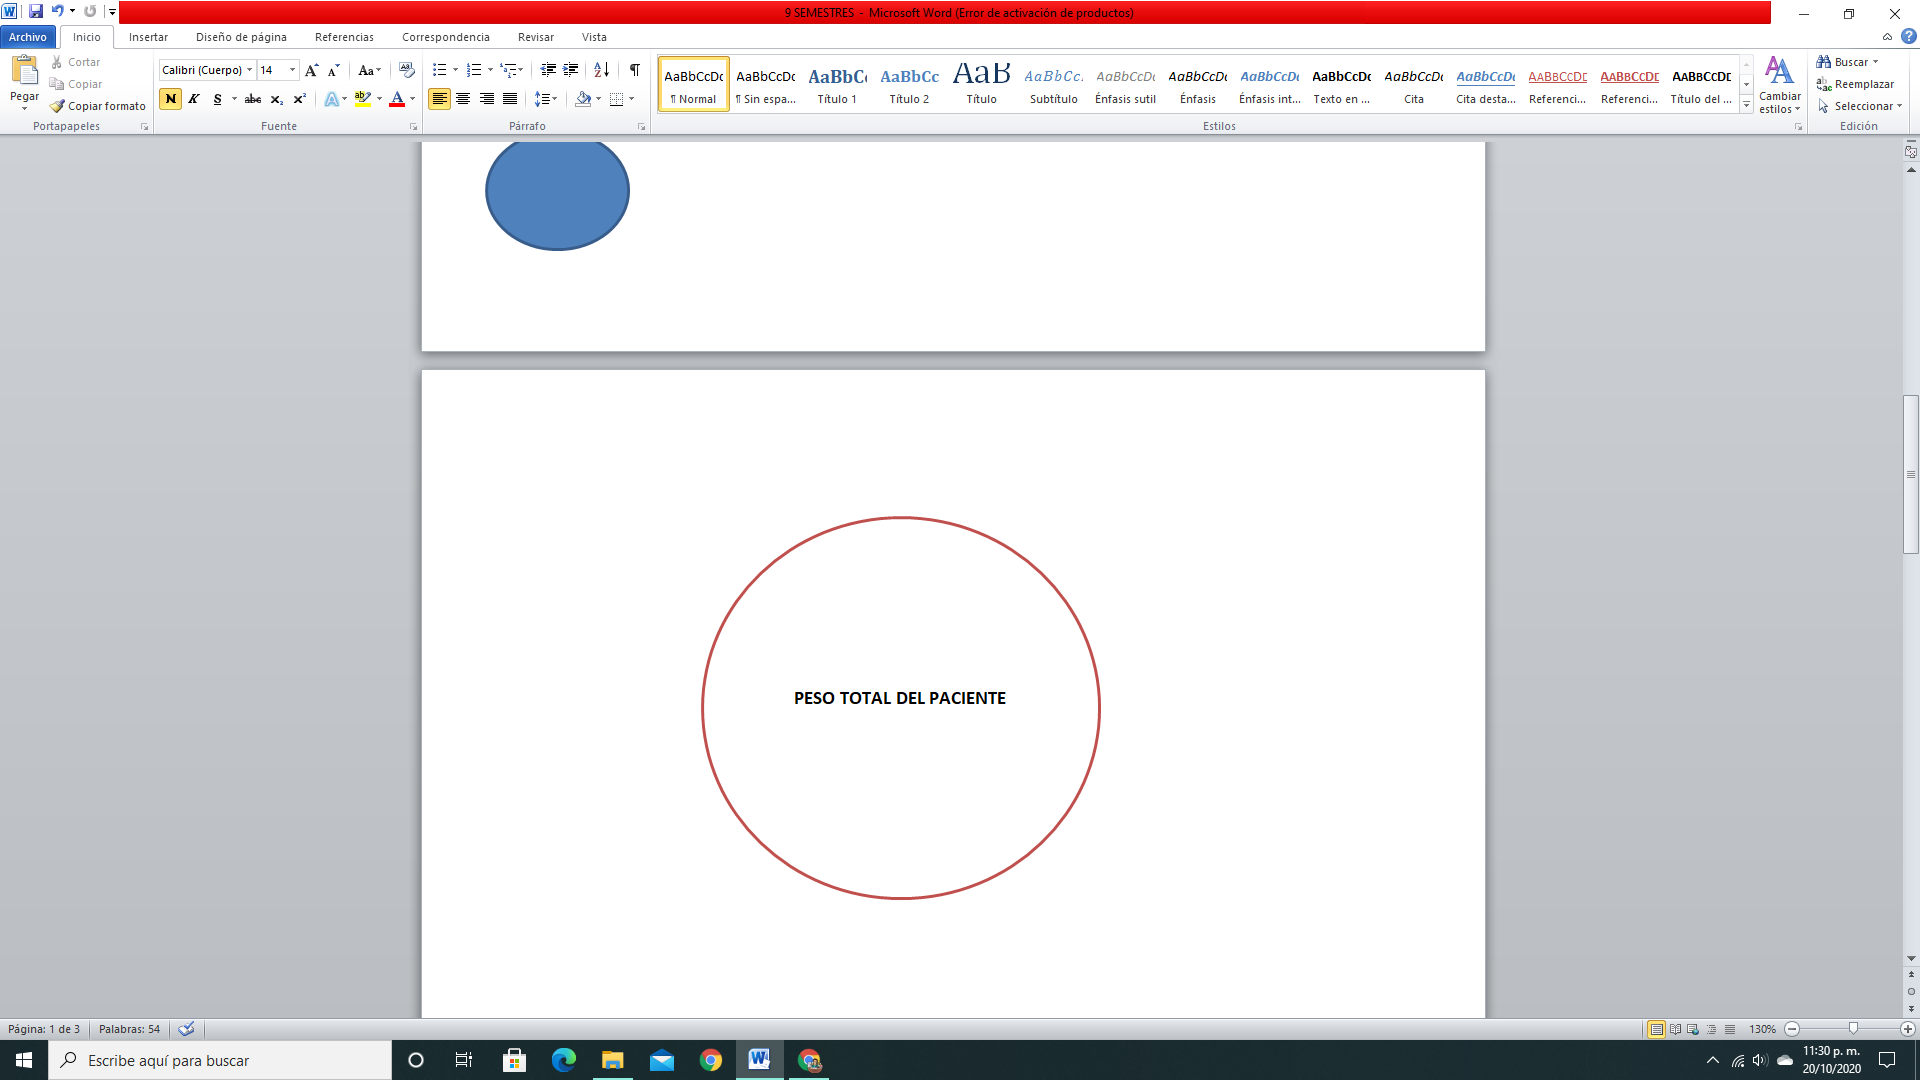 9 SEMESTRES - Microsoft Word (Error de activación de productos)
Archivo Inicio Insertar Diseño de página Referencias Correspondencia Revisar Vista
Pegar
Cortar
Copiar
Copiar formato
Portapapeles
Calibri (Cuerpo) 14
N K S abc x₂ x²
Fuente
Párrafo
AaBbCcDc AaBbCcDc AaBbC AaBbCc AaB AaBbCc. AaBbCcDc AaBbCcDc AaBbCcDc AaBbCcDc AaBbCcDc AaBbCcDc AABBCCDE AABBCCDE AABBCCDE
¶ Normal ¶ Sin espa... Título 1 Título 2 Título Subtítulo Énfasis sutil Énfasis Énfasis int... Texto en ... Cita Cita desta... Referenci... Referenci... Título del ...
Estilos
Cambiar
estilos
Buscar
Reemplazar
Seleccionar
Edición
PESO TOTAL DEL PACIENTE
Página: 1 de 3 Palabras: 54
130%
Escribe aquí para buscar
11:30 p. m.
20/10/2020